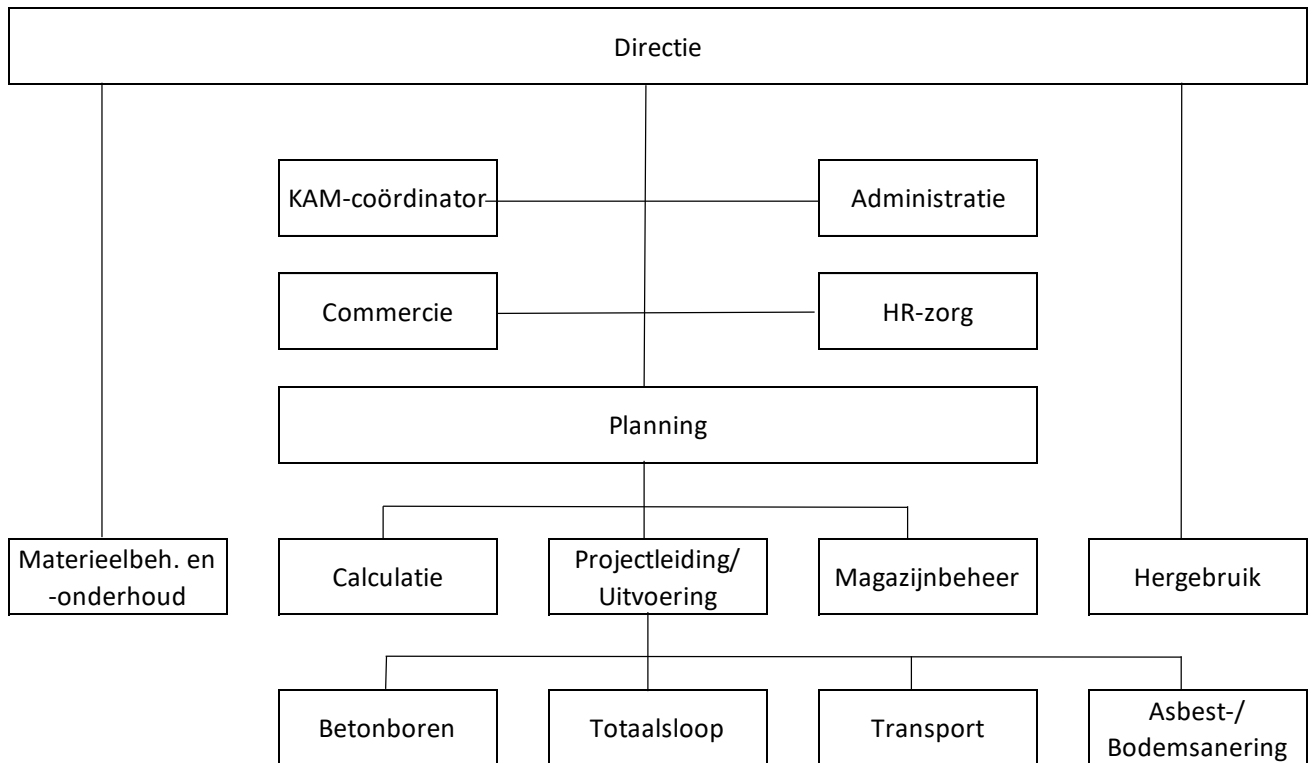 Directie
KAM-coördinator
Administratie
Commercie
HR-zorg
Planning
Materieelbeh. en
-onderhoud
Calculatie
Projectleiding/
Uitvoering
Magazijnbeheer
Hergebruik
Betonboren
Totaalsloop
Transport
Asbest-/
Bodemsanering